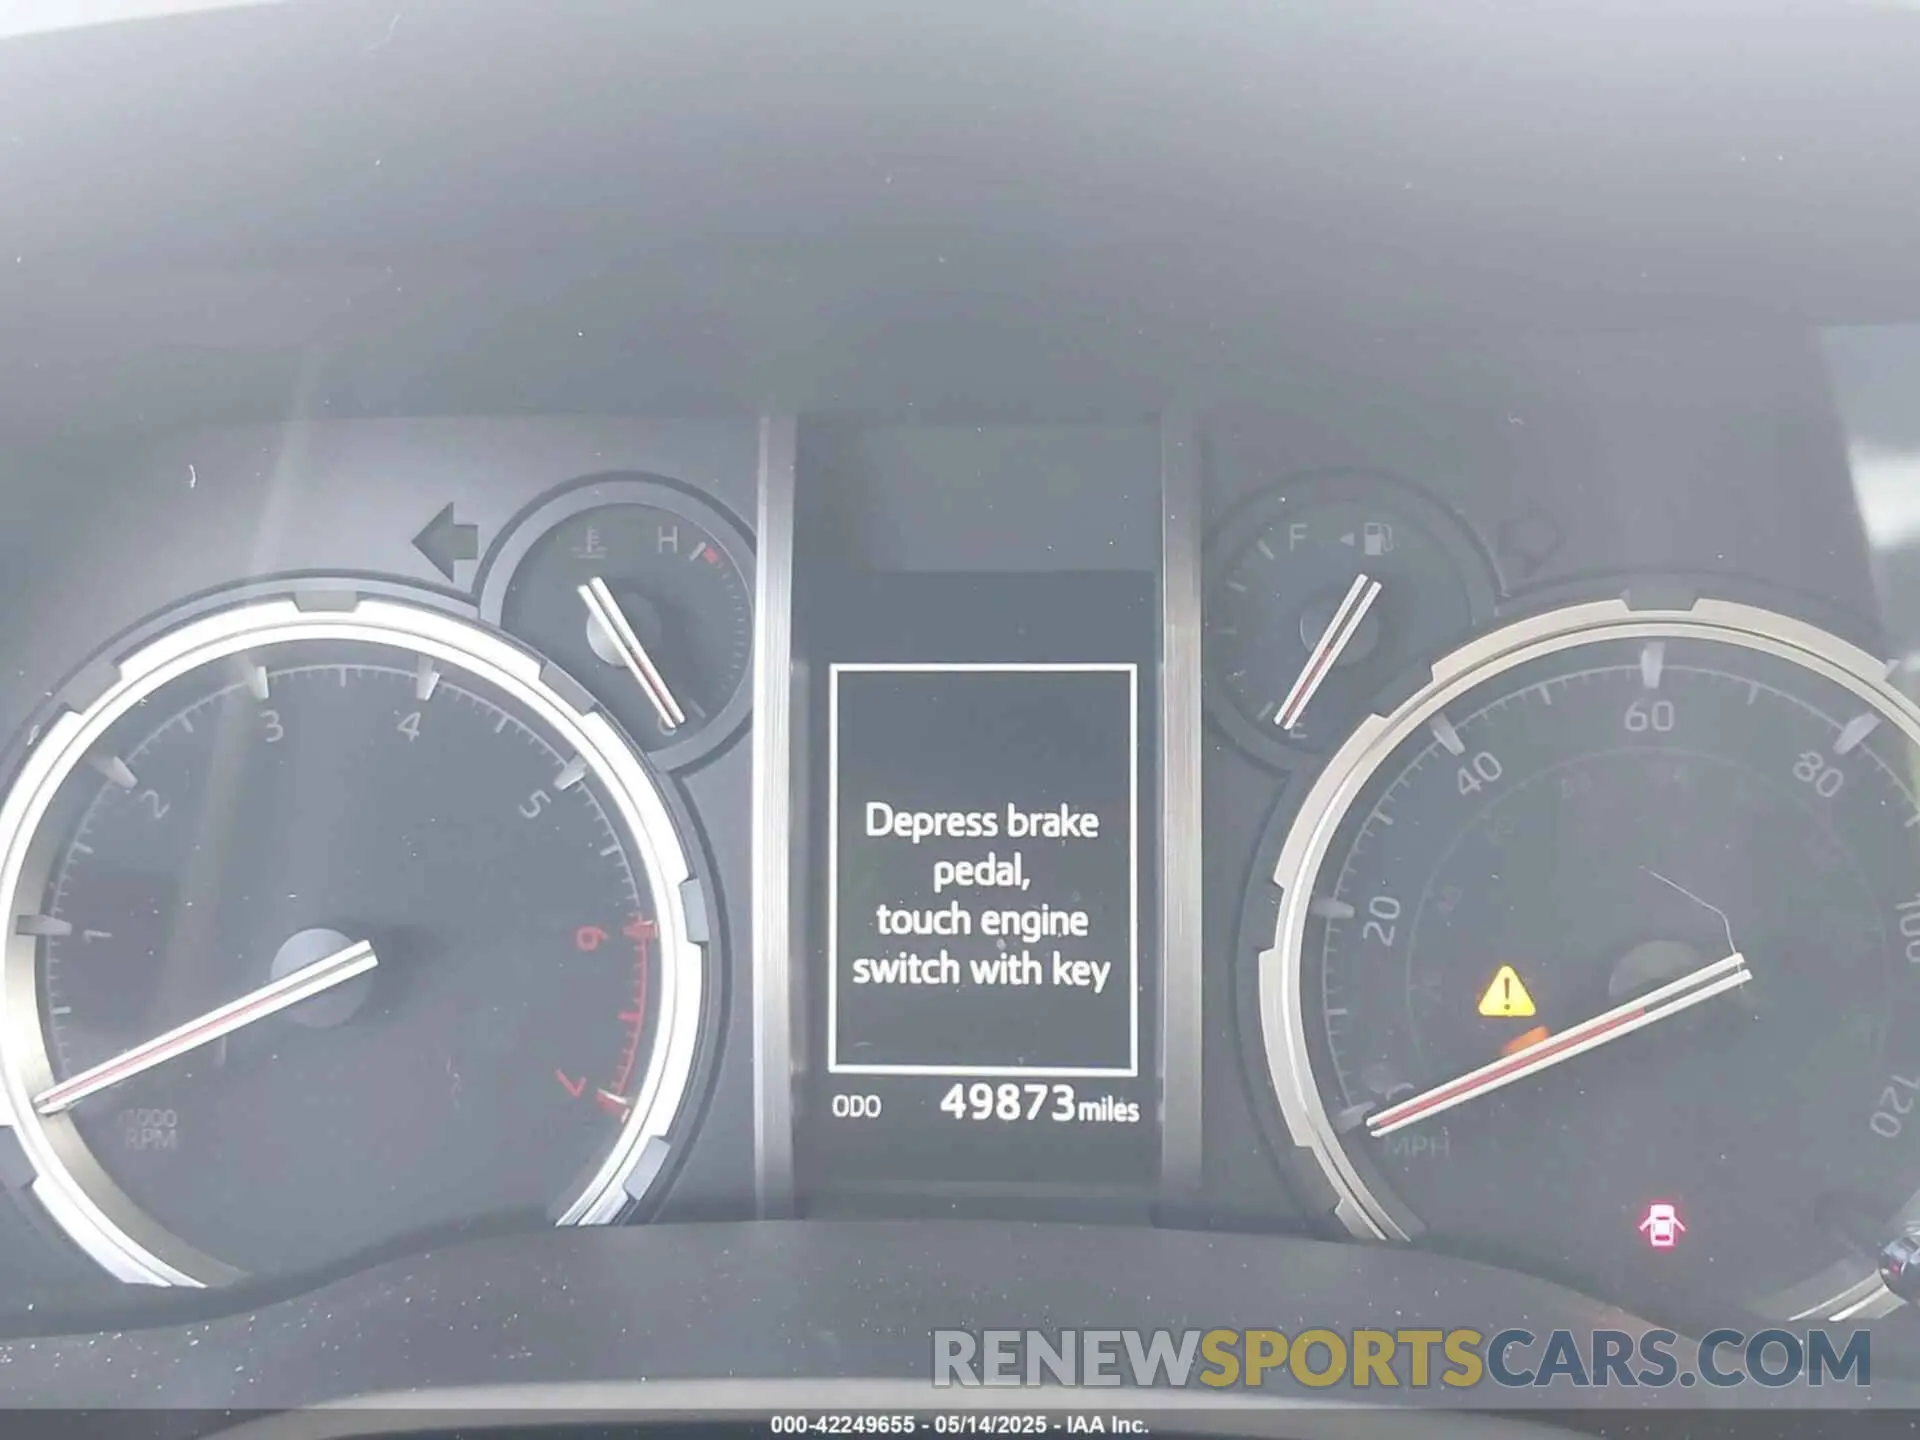 H
F
C
E
1
2
3
4
5
6
7
x1000
RPM
Depress brake
pedal,
touch engine
switch with key
ODO 49873 miles
20
40
60
80
100
120
MPH
RENEWSPORTSCARS.COM
000-42249655 - 05/14/2025 - IAA Inc.